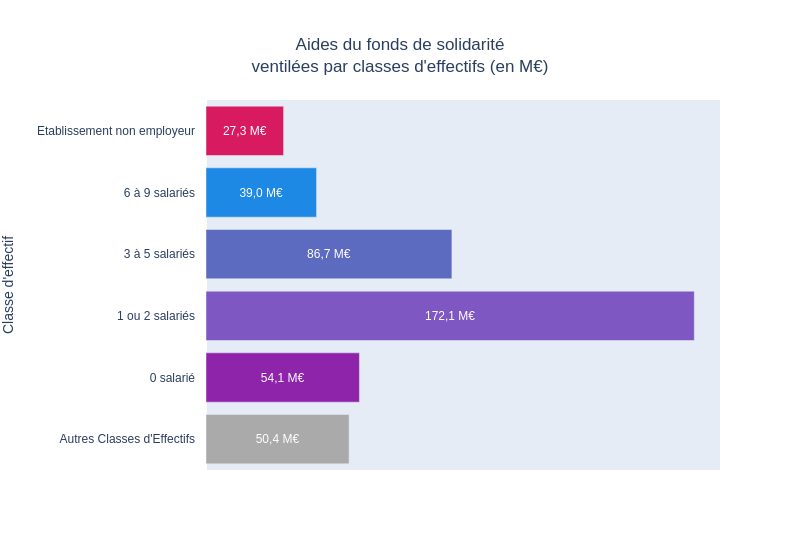 Aides du fonds de solidarité
ventilées par classes d'effectifs (en M€)
Classe d'effectif
Etablissement non employeur
27,3 M€
6 à 9 salariés
39,0 M€
3 à 5 salariés
86,7 M€
1 ou 2 salariés
172,1 M€
0 salarié
54,1 M€
Autres Classes d'Effectifs
50,4 M€